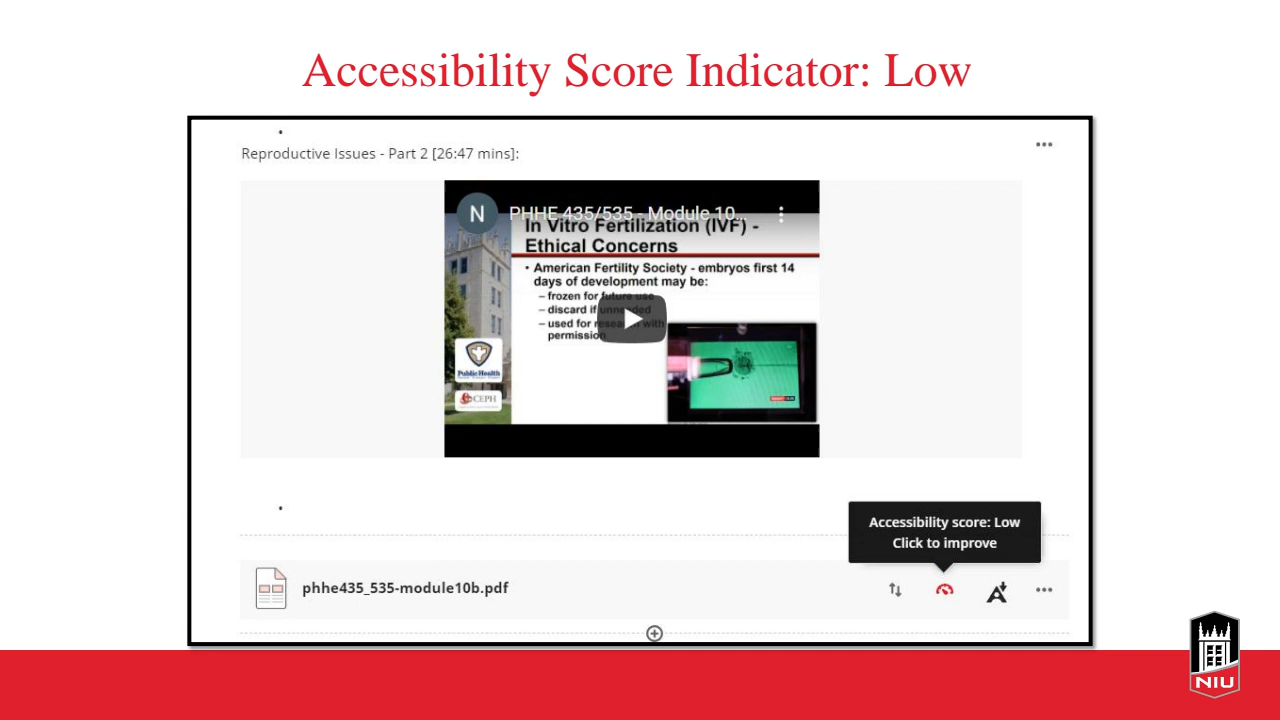 Accessibility Score Indicator: Low
Reproductive Issues - Part 2 [26:47 mins]:
N PHHE 435/535 - Module 10...
In Vitro Fertilization (IVF) -
Ethical Concerns
• American Fertility Society - embryos first 14
days of development may be:
– frozen for future use
– discard if unneeded
– used for research with
permission
Public Health
CEPH
Accessibility score: Low
Click to improve
phhe435_535-module10b.pdf
NIU